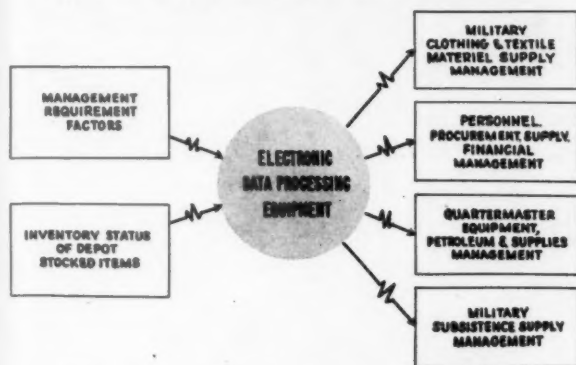 MANAGEMENT
REQUIREMENT
FACTORS
INVENTORY STATUS
OF DEPOT
STOCKED ITEMS
ELECTRONIC
DATA PROCESSING
EQUIPMENT
MILITARY
CLOTHING & TEXTILE
MATERIEL SUPPLY
MANAGEMENT
PERSONNEL,
PROCUREMENT, SUPPLY,
FINANCIAL
MANAGEMENT
QUARTERMASTER
EQUIPMENT,
PETROLEUM & SUPPLIES
MANAGEMENT
MILITARY
SUBSISTENCE SUPPLY
MANAGEMENT